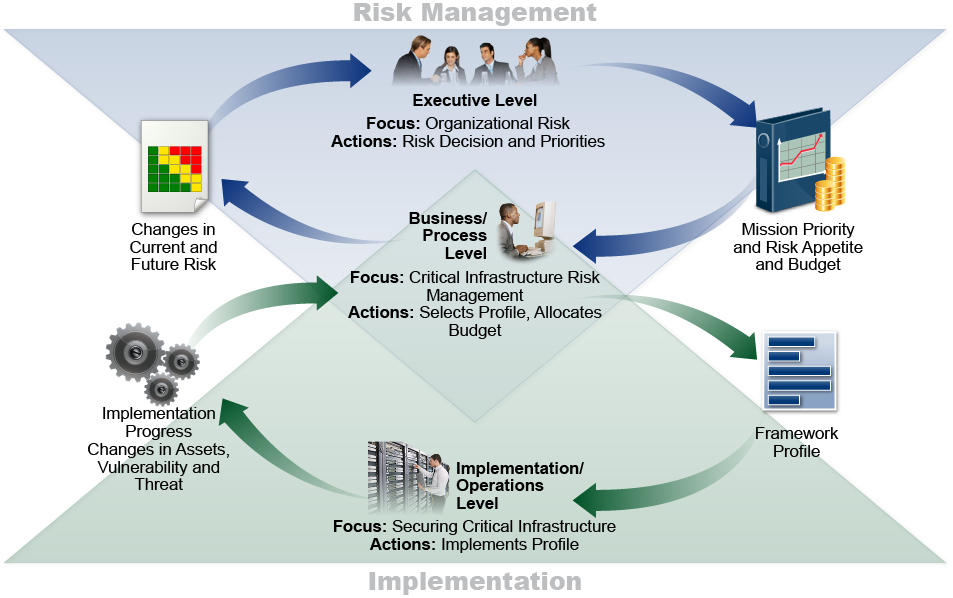 Risk Management
Executive Level
Focus: Organizational Risk
Actions: Risk Decision and Priorities
Changes in
Current and
Future Risk
Business/
Process
Level
Focus: Critical Infrastructure Risk
Management
Actions: Selects Profile, Allocates
Budget
Mission Priority
and Risk Appetite
and Budget
Implementation
Progress
Changes in Assets,
Vulnerability and
Threat
Framework
Profile
Implementation/
Operations
Level
Focus: Securing Critical Infrastructure
Actions: Implements Profile
Implementation